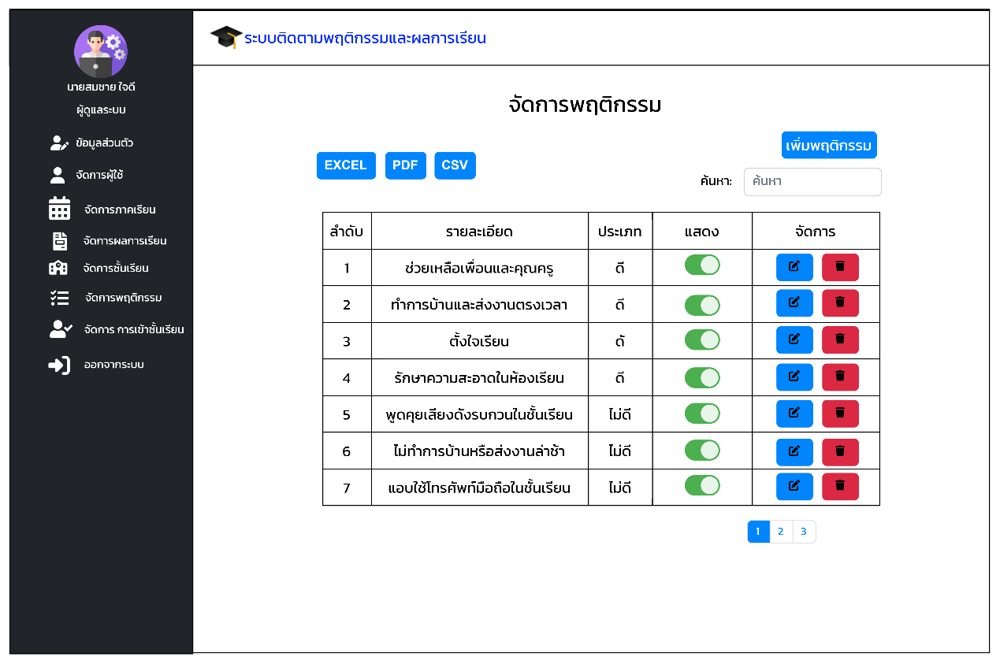 นายสมชาย ใจดี
ผู้ดูแลระบบ
ข้อมูลส่วนตัว
จัดการผู้ใช้
จัดการภาคเรียน
จัดการผลการเรียน
จัดการชั้นเรียน
จัดการพฤติกรรม
จัดการ การเข้าชั้นเรียน
ออกจากระบบ
ระบบติดตามพฤติกรรมและผลการเรียน
จัดการพฤติกรรม
เพิ่มพฤติกรรม
EXCEL PDF CSV
ค้นหา: ค้นหา
ลำดับ รายละเอียด ประเภท แสดง จัดการ
1 ช่วยเหลือเพื่อนและคุณครู ดี
2 ทำการบ้านและส่งงานตรงเวลา ดี
3 ตั้งใจเรียน ดั
4 รักษาความสะอาดในห้องเรียน ดี
5 พูดคุยเสียงดังรบกวนในชั้นเรียน ไม่ดี
6 ไม่ทำการบ้านหรือส่งงานล่าช้า ไม่ดี
7 แอบใช้โทรศัพท์มือถือในชั้นเรียน ไม่ดี
1 2 3